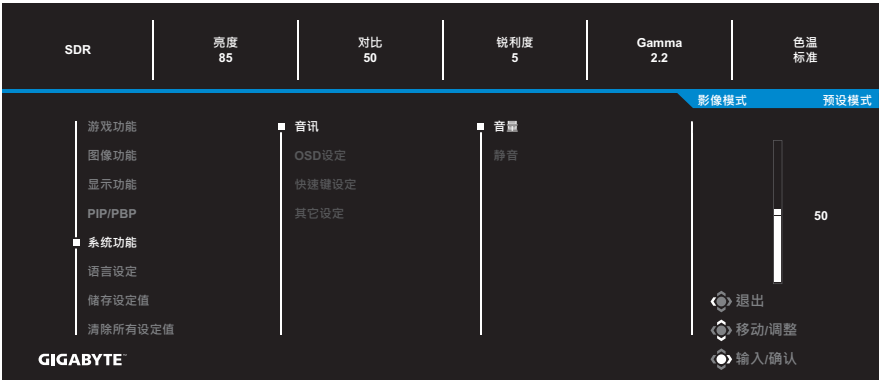 SDR
亮度
85
对比
50
锐利度
5
Gamma
2.2
色温
标准
影像模式
预设模式
游戏功能
图像功能
显示功能
PIP/PBP
系统功能
语言设定
储存设定值
清除所有设定值
音讯
OSD设定
快速键设定
其它设定
音量
静音
50
退出
移动/调整
输入/确认
GIGABYTE™